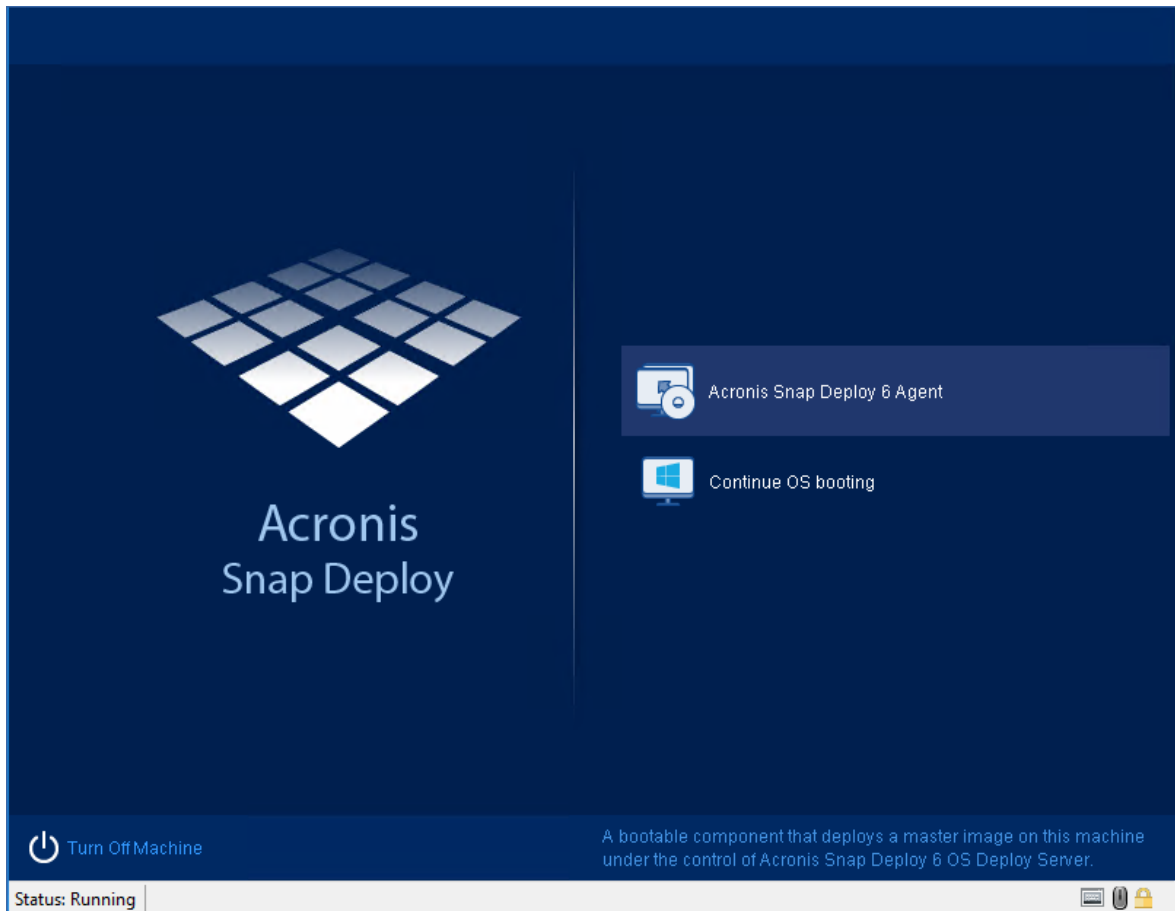 Acronis
Snap Deploy
Acronis Snap Deploy 6 Agent
Continue OS booting
Turn Off Machine
A bootable component that deploys a master image on this machine
under the control of Acronis Snap Deploy 6 OS Deploy Server.
Status: Running